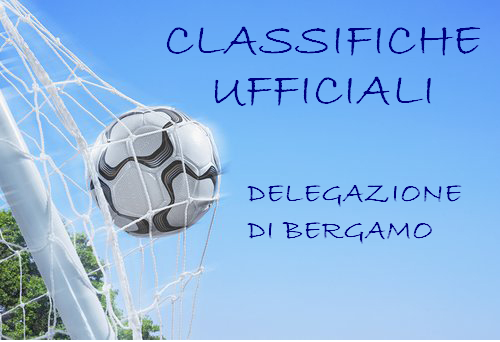 CLASSIFICHE
UFFICIALI
DELEGAZIONE
DI BERGAMO